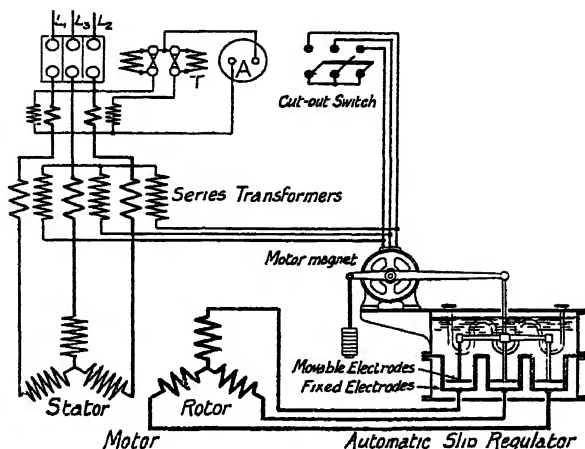 L1 L3 L2
T
A
Cut-out Switch
Series Transformers
Motor magnet
Movable Electrodes
Fixed Electrodes
Stator
Rotor
Motor
Automatic Slip Regulator